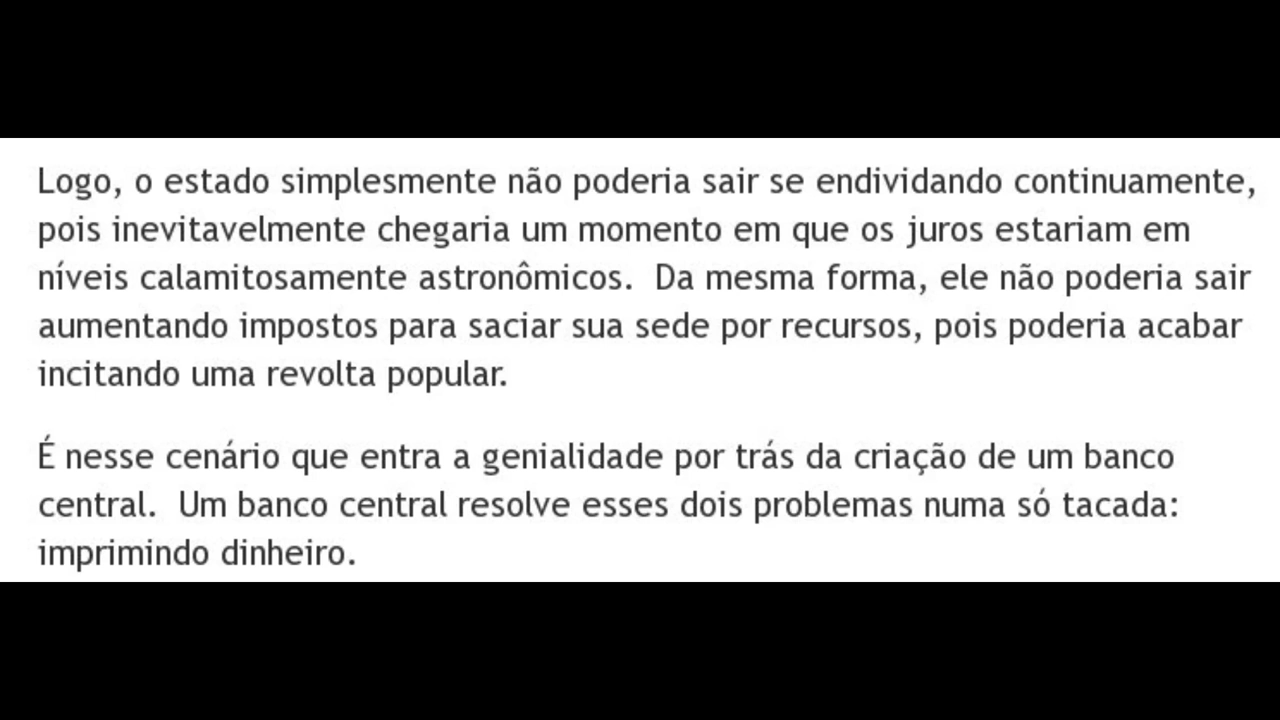 Logo, o estado simplesmente não poderia sair se endividando continuamente,
pois inevitavelmente chegaria um momento em que os juros estariam em
níveis calamitosamente astronômicos.  Da mesma forma, ele não poderia sair
aumentando impostos para saciar sua sede por recursos, pois poderia acabar
incitando uma revolta popular.
É nesse cenário que entra a genialidade por trás da criação de um banco
central.  Um banco central resolve esses dois problemas numa só tacada:
imprimindo dinheiro.